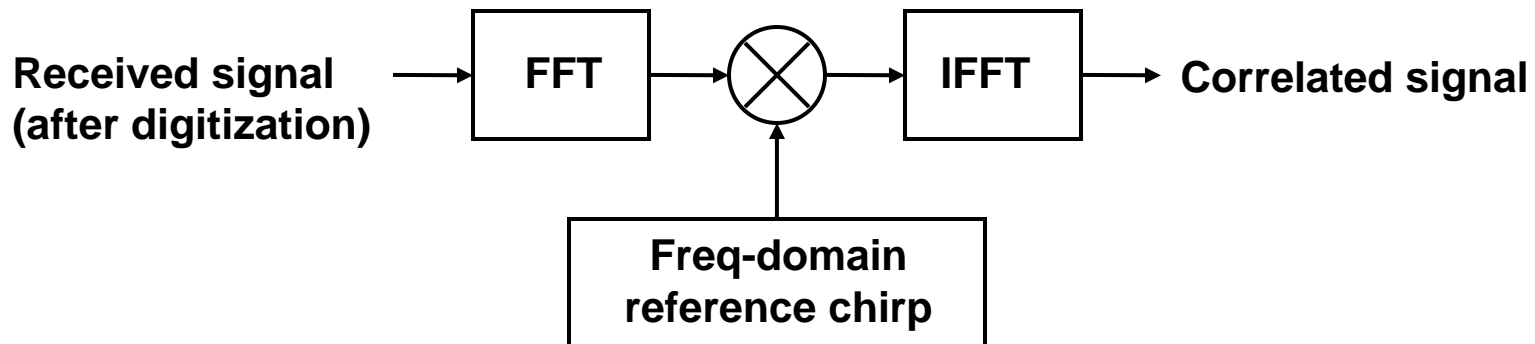 Received signal
(after digitization)
FFT
IFFT
Correlated signal
Freq-domain
reference chirp